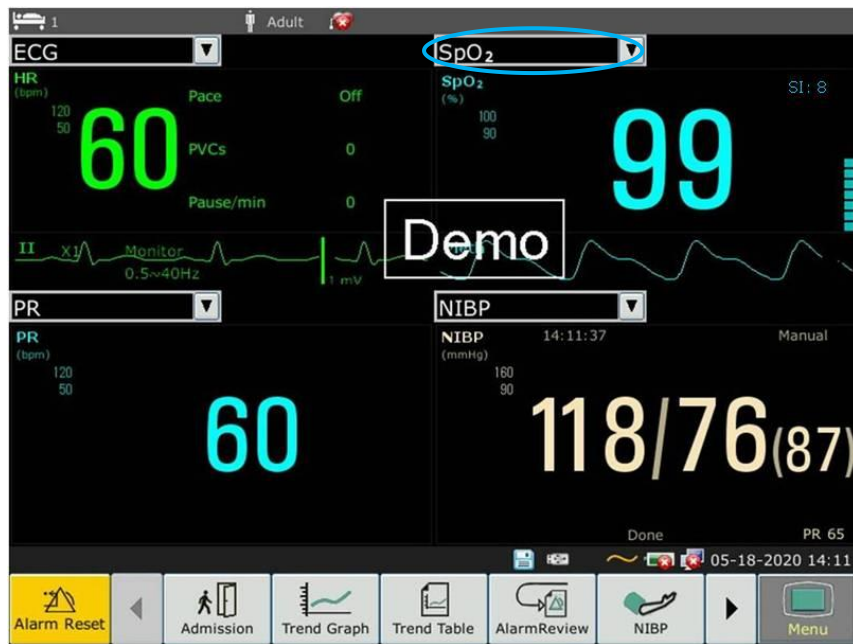 1 Adult
ECG
SpO₂
HR
(bpm)
120
50
60
Pace Off
PVCs 0
Pause/min 0
SpO₂
(%)
100
90
99
SI: 8
Demo
II X1 Monitor
0.5~40Hz
1 mV
PR
NIBP
PR
(bpm)
120
50
60
NIBP 14:11:37 Manual
(mmHg)
160
90
118/76(87)
Done PR 65
05-18-2020 14:11
Alarm Reset
Admission
Trend Graph
Trend Table
AlarmReview
NIBP
Menu